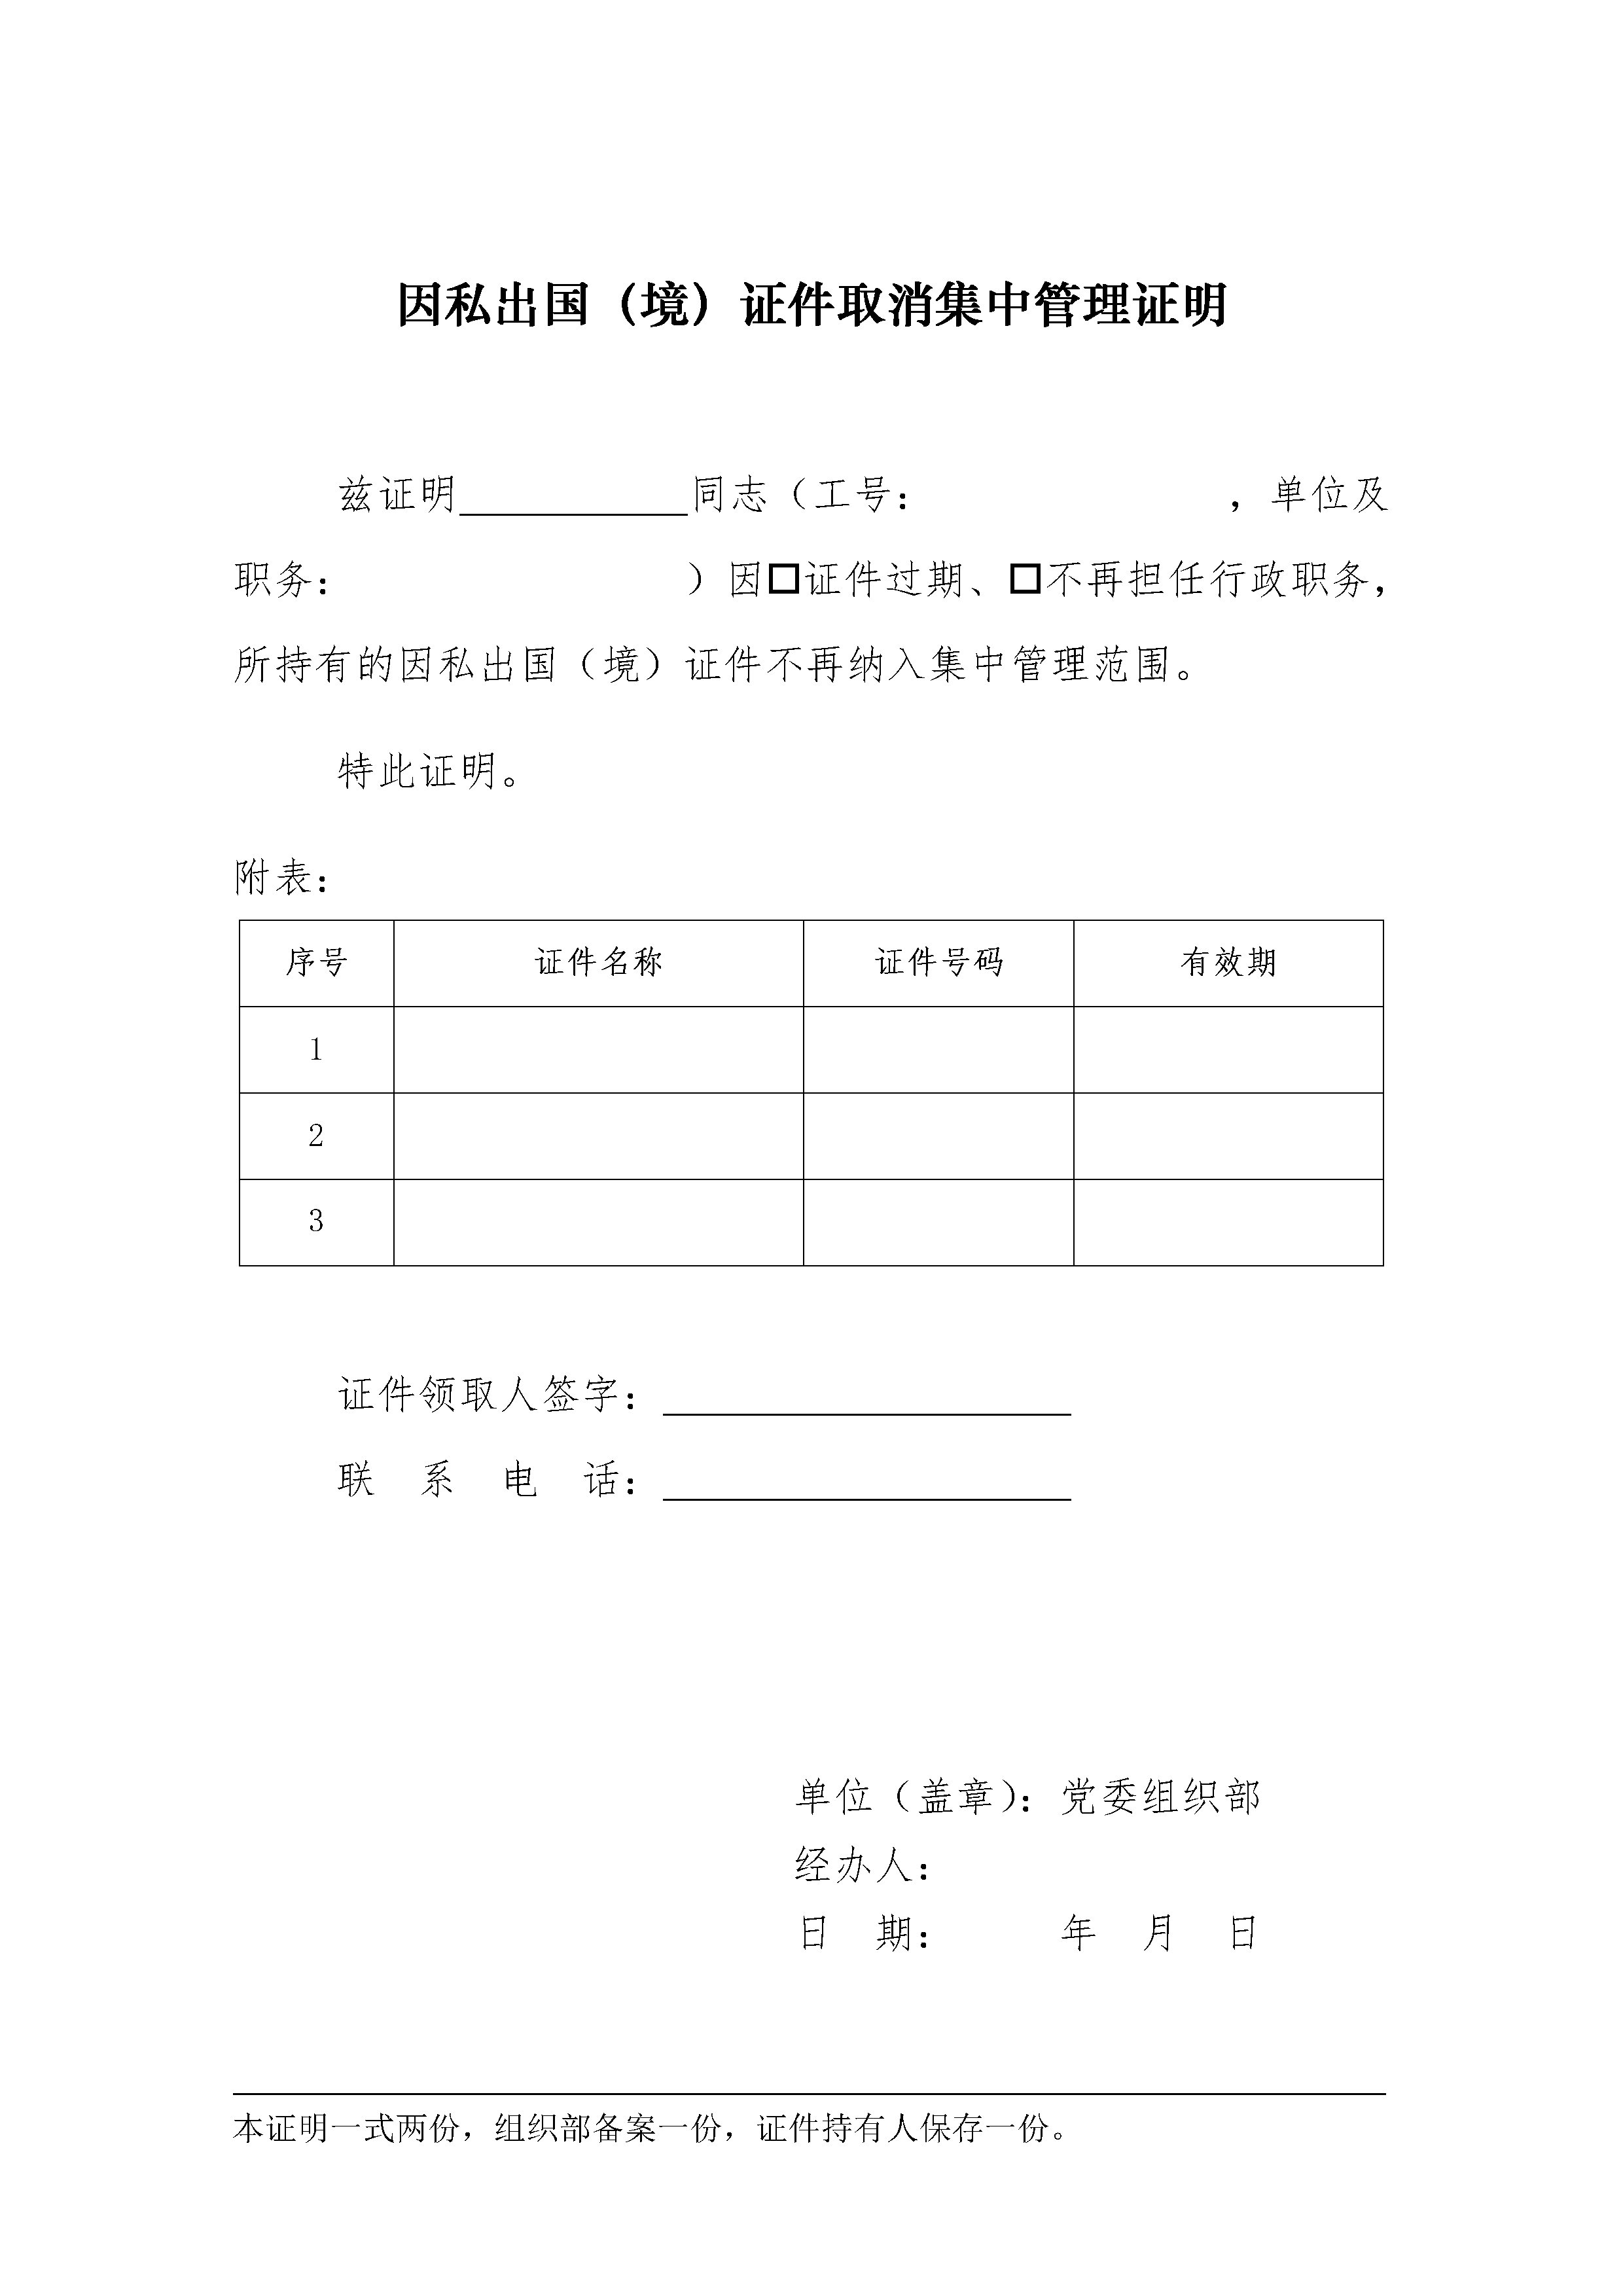 因私出国（境）证件取消集中管理证明
兹证明___________同志（工号：　　　　　　　，单位及
职务：　　　　　　　　）因□证件过期、□不再担任行政职务，
所持有的因私出国（境）证件不再纳入集中管理范围。
特此证明。
附表：
序号　证件名称　证件号码　有效期
1
2
3
证件领取人签字：___________________
联　系　电　话：___________________
单位（盖章）：党委组织部
经办人：
日　期：　　　年　月　日
本证明一式两份，组织部备案一份，证件持有人保存一份。